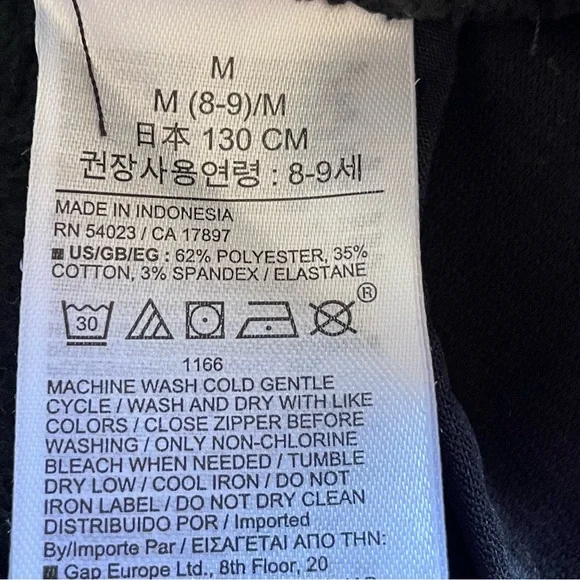 M
M (8-9)/M
日本 130 CM
권장사용연령 : 8-9세
MADE IN INDONESIA
RN 54023 / CA 17897
US/GB/EG : 62% POLYESTER, 35%
COTTON, 3% SPANDEX / ELASTANE
30
®
1166
MACHINE WASH COLD GENTLE
CYCLE / WASH AND DRY WITH LIKE
COLORS / CLOSE ZIPPER BEFORE
WASHING / ONLY NON-CHLORINE
BLEACH WHEN NEEDED / TUMBLE
DRY LOW / COOL IRON / DO NOT
IRON LABEL / DO NOT DRY CLEAN
DISTRIBUIDO POR / Imported
By/Importe Par / ΕΙΣΑΓΕΤΑΙ ΑΠΟ ΤΗΝ:
Gap Europe Ltd., 8th Floor, 20